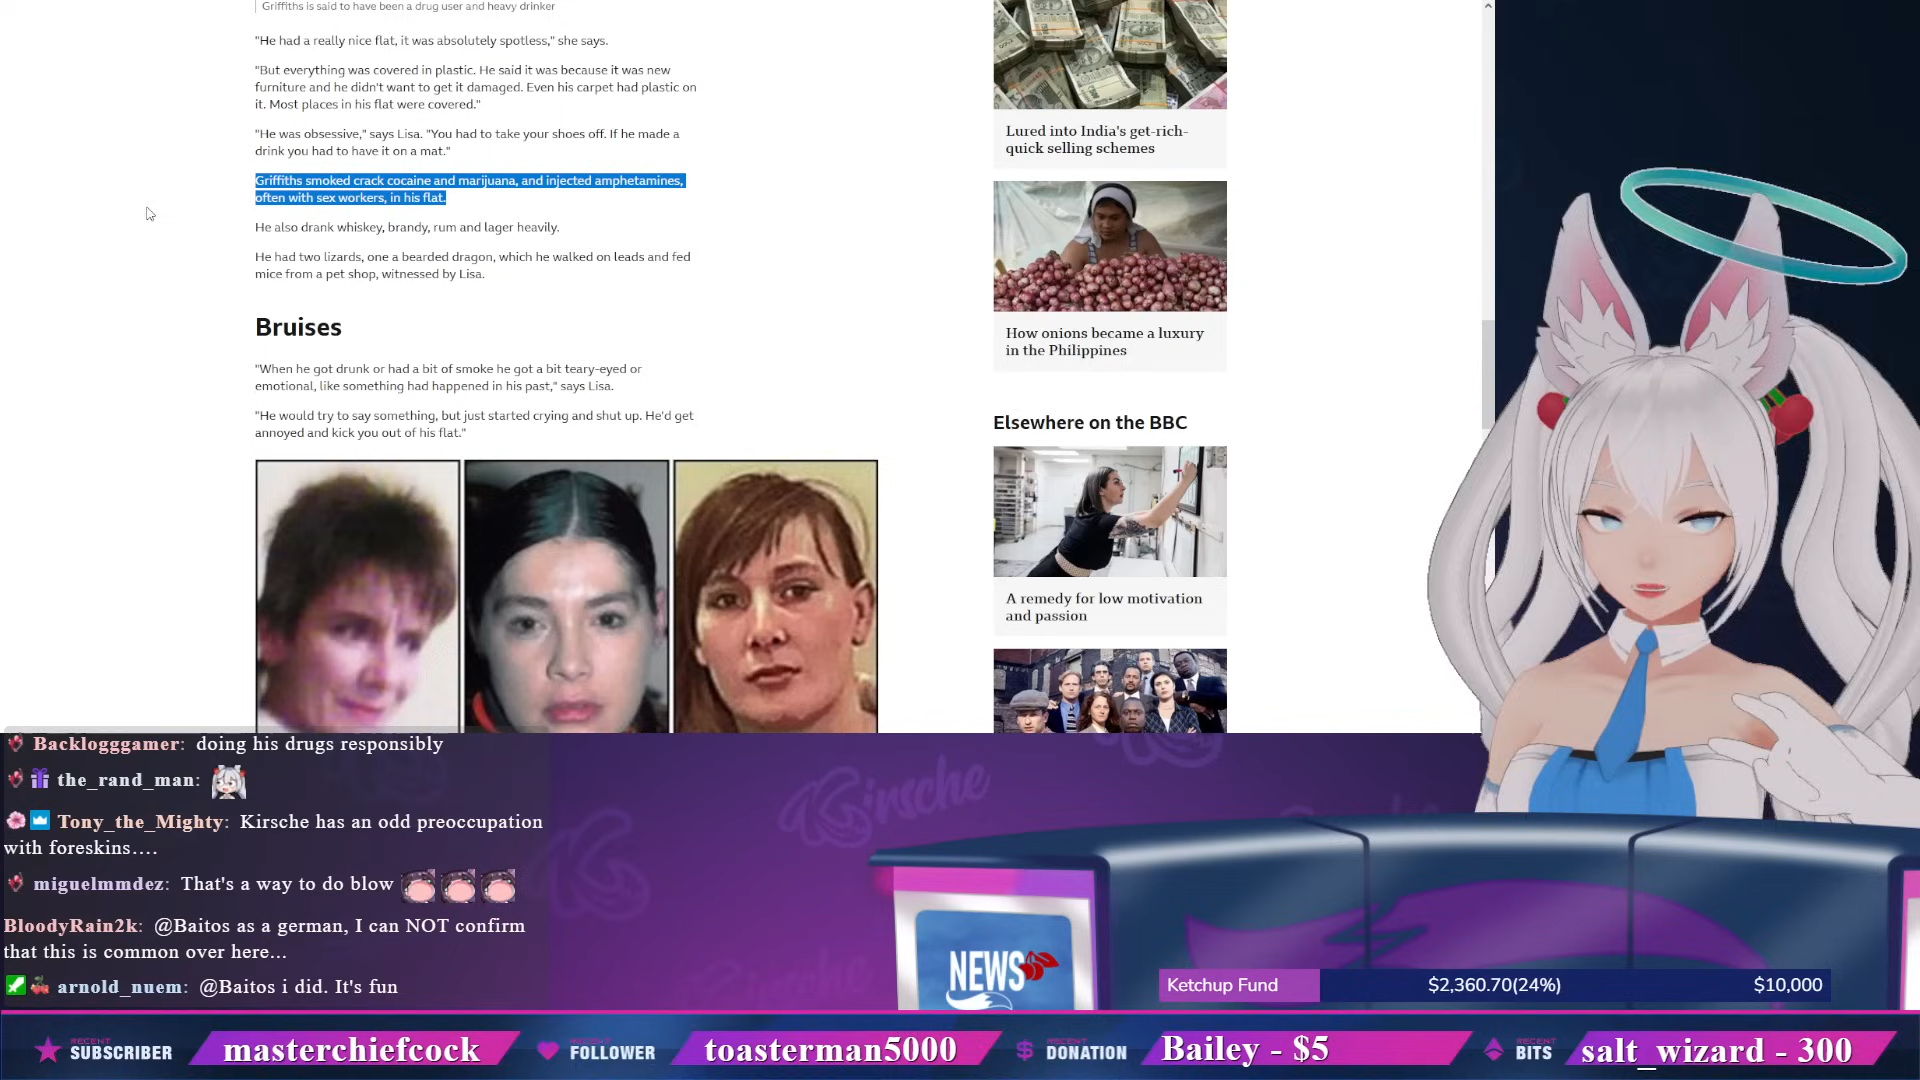 Griffiths is said to have been a drug user and heavy drinker
"He had a really nice flat, it was absolutely spotless," she says.
"But everything was covered in plastic. He said it was because it was new
furniture and he didn't want to get it damaged. Even his carpet had plastic on
it. Most places in his flat were covered."
"He was obsessive," says Lisa. "You had to take your shoes off. If he made a
drink you had to have it on a mat."
Griffiths smoked crack cocaine and marijuana, and injected amphetamines,
often with sex workers, in his flat.
He also drank whiskey, brandy, rum and lager heavily.
He had two lizards, one a bearded dragon, which he walked on leads and fed
mice from a pet shop, witnessed by Lisa.
Bruises
"When he got drunk or had a bit of smoke he got a bit teary-eyed or
emotional, like something had happened in his past," says Lisa.
"He would try to say something, but just started crying and shut up. He'd get
annoyed and kick you out of his flat."
Lured into India's get-rich-
quick selling schemes
How onions became a luxury
in the Philippines
Elsewhere on the BBC
A remedy for low motivation
and passion
Backlogggamer: doing his drugs responsibly
the_rand_man:
Tony_the_Mighty: Kirsche has an odd preoccupation
with foreskins....
miguelmmdez: That's a way to do blow
BloodyRain2k: @Baitos as a german, I can NOT confirm
that this is common over here...
arnold_nuem: @Baitos i did. It's fun
Kirsche
NEWS
Ketchup Fund $2,360.70(24%) $10,000
RECENT SUBSCRIBER masterchiefcock
RECENT FOLLOWER toasterman5000
RECENT DONATION Bailey - $5
RECENT BITS salt_wizard - 300